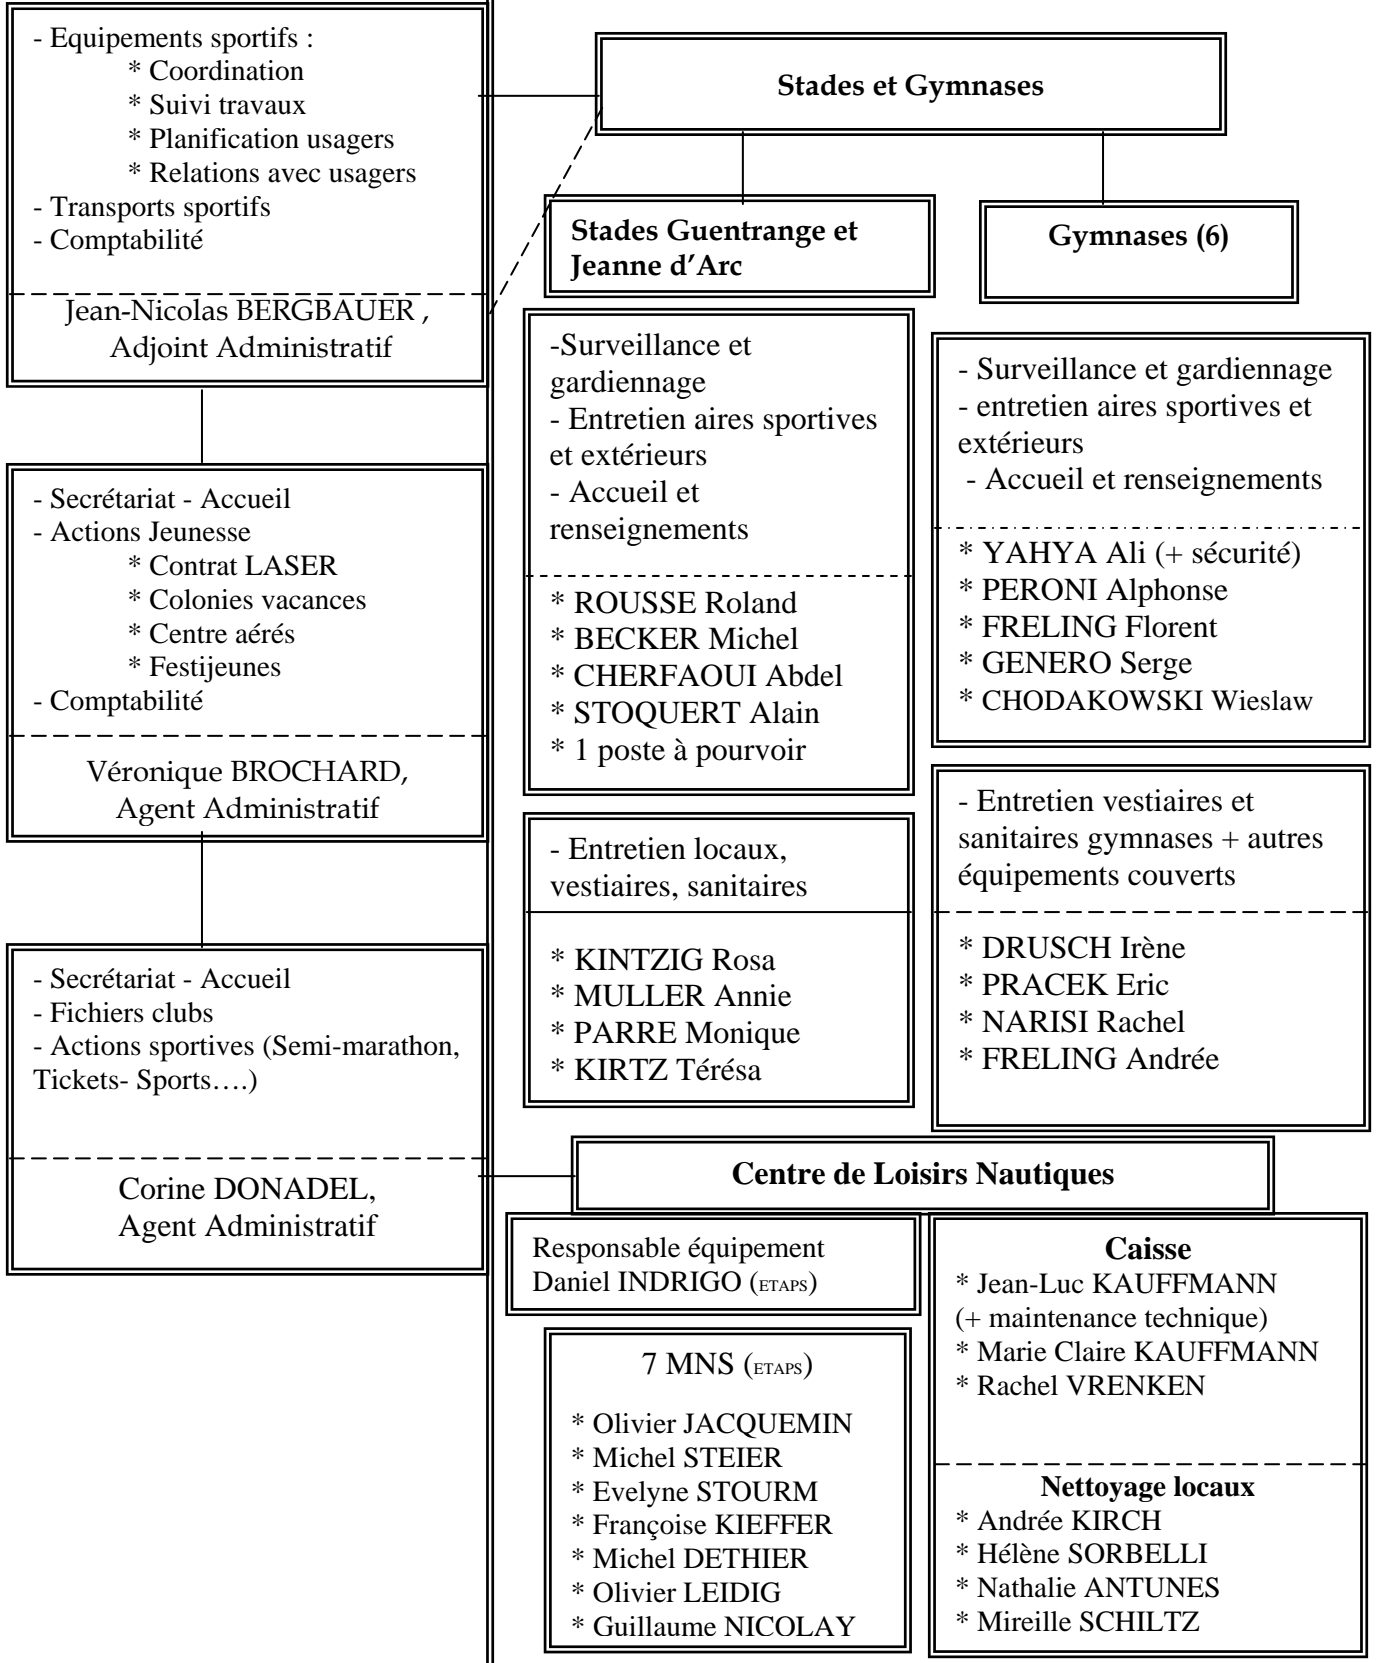 - Equipements sportifs :
* Coordination
* Suivi travaux
* Planification usagers
* Relations avec usagers
- Transports sportifs
- Comptabilité
Jean-Nicolas BERGBAUER ,
Adjoint Administratif
- Secrétariat - Accueil
- Actions Jeunesse
* Contrat LASER
* Colonies vacances
* Centre aérés
* Festijeunes
- Comptabilité
Véronique BROCHARD,
Agent Administratif
- Secrétariat - Accueil
- Fichiers clubs
- Actions sportives (Semi-marathon,
Tickets- Sports….)
Corine DONADEL,
Agent Administratif
Stades et Gymnases
Stades Guentrange et
Jeanne d’Arc
-Surveillance et
gardiennage
- Entretien aires sportives
et extérieurs
- Accueil et
renseignements
* ROUSSE Roland
* BECKER Michel
* CHERFAOUI Abdel
* STOQUERT Alain
* 1 poste à pourvoir
- Entretien locaux,
vestiaires, sanitaires
* KINTZIG Rosa
* MULLER Annie
* PARRE Monique
* KIRTZ Térésa
Gymnases (6)
- Surveillance et gardiennage
- entretien aires sportives et
extérieurs
- Accueil et renseignements
* YAHYA Ali (+ sécurité)
* PERONI Alphonse
* FRELING Florent
* GENERO Serge
* CHODAKOWSKI Wieslaw
- Entretien vestiaires et
sanitaires gymnases + autres
équipements couverts
* DRUSCH Irène
* PRACEK Eric
* NARISI Rachel
* FRELING Andrée
Centre de Loisirs Nautiques
Responsable équipement
Daniel INDRIGO (ETAPS)
7 MNS (ETAPS)
* Olivier JACQUEMIN
* Michel STEIER
* Evelyne STOURM
* Françoise KIEFFER
* Michel DETHIER
* Olivier LEIDIG
* Guillaume NICOLAY
Caisse
* Jean-Luc KAUFFMANN
(+ maintenance technique)
* Marie Claire KAUFFMANN
* Rachel VRENKEN
Nettoyage locaux
* Andrée KIRCH
* Hélène SORBELLI
* Nathalie ANTUNES
* Mireille SCHILTZ